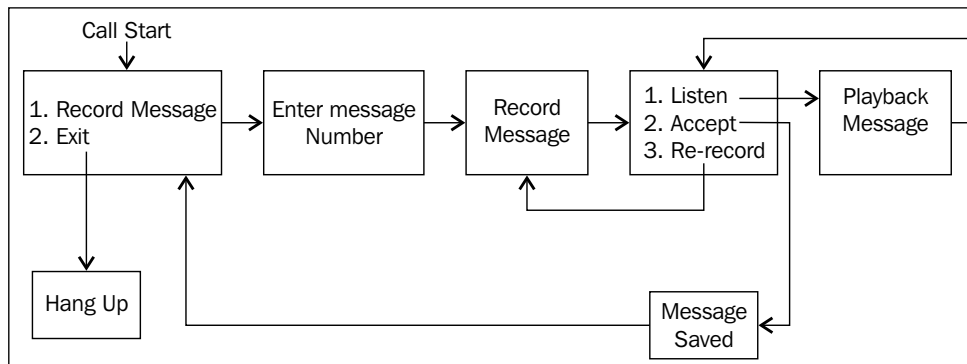 Call Start
1. Record Message
2. Exit
Enter message
Number
Record
Message
1. Listen
2. Accept
3. Re-record
Playback
Message
Hang Up
Message
Saved